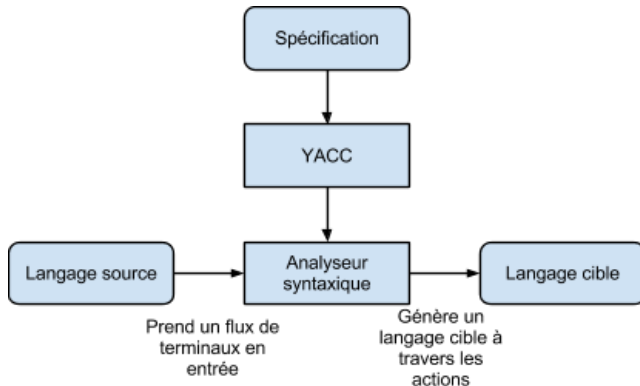 Spécification
YACC
Langage source
Analyseur
syntaxique
Langage cible
Prend un flux de
terminaux en
entrée
Génère un
langage cible à
travers les
actions